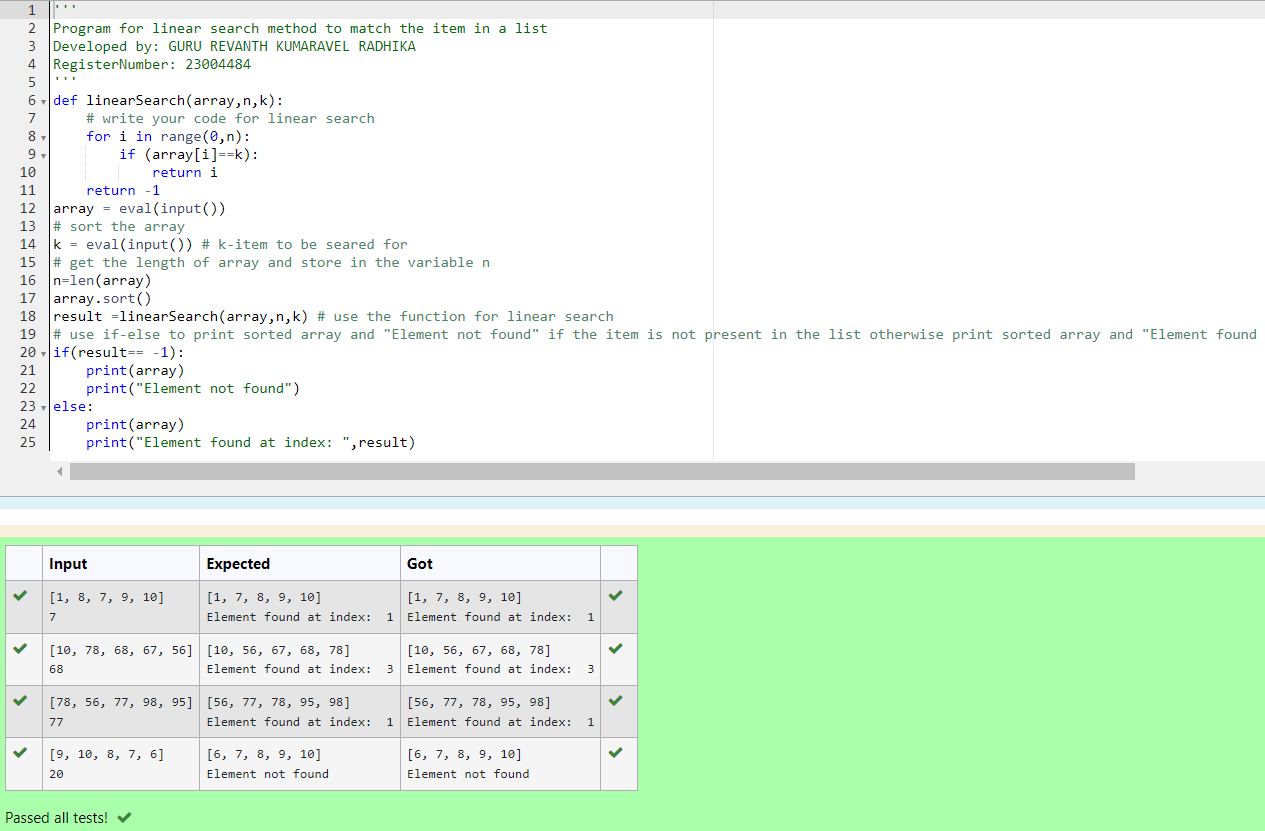 1 '''
2 Program for linear search method to match the item in a list
3 Developed by: GURU REVANTH KUMARAVEL RADHIKA
4 RegisterNumber: 23004484
5 '''
6 def linearSearch(array,n,k):
7     # write your code for linear search
8     for i in range(0,n):
9         if (array[i]==k):
10             return i
11     return -1
12 array = eval(input())
13 # sort the array
14 k = eval(input()) # k-item to be seared for
15 # get the length of array and store in the variable n
16 n=len(array)
17 array.sort()
18 result =linearSearch(array,n,k) # use the function for linear search
19 # use if-else to print sorted array and "Element not found" if the item is not present in the list otherwise print sorted array and "Element found
20 if(result== -1):
21     print(array)
22     print("Element not found")
23 else:
24     print(array)
25     print("Element found at index: ",result)
Input Expected Got
[1, 8, 7, 9, 10] [1, 7, 8, 9, 10] [1, 7, 8, 9, 10]
7 Element found at index:  1 Element found at index:  1
[10, 78, 68, 67, 56] [10, 56, 67, 68, 78] [10, 56, 67, 68, 78]
68 Element found at index:  3 Element found at index:  3
[78, 56, 77, 98, 95] [56, 77, 78, 95, 98] [56, 77, 78, 95, 98]
77 Element found at index:  1 Element found at index:  1
[9, 10, 8, 7, 6] [6, 7, 8, 9, 10] [6, 7, 8, 9, 10]
20 Element not found Element not found
Passed all tests!